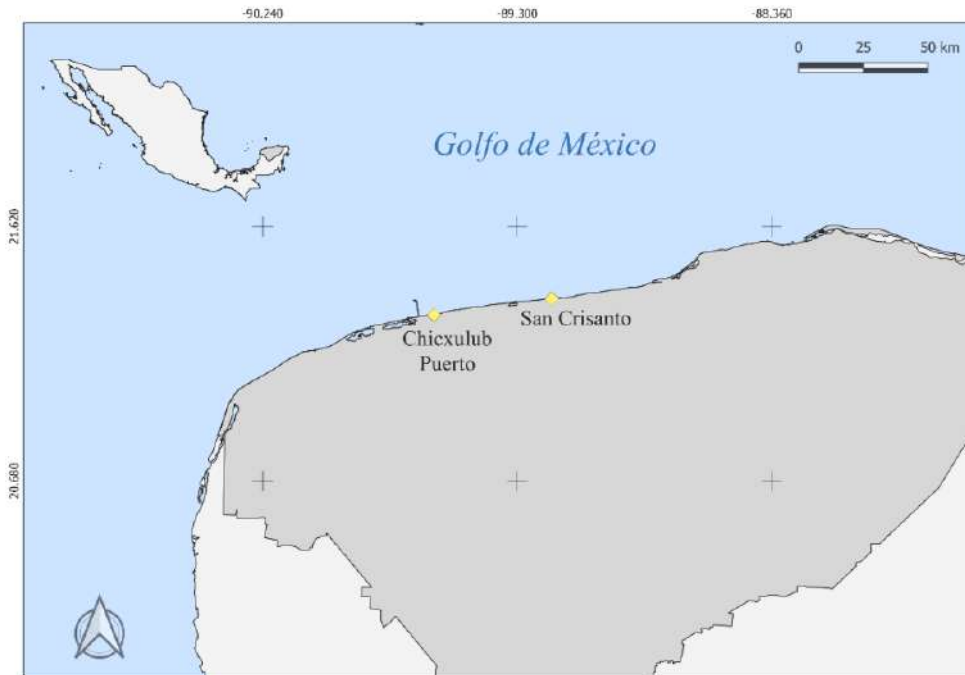 -90.240
-89.300
-88.360
0
25
50 km
Golfo de México
21.620
San Crisanto
Chicxulub
Puerto
20.680